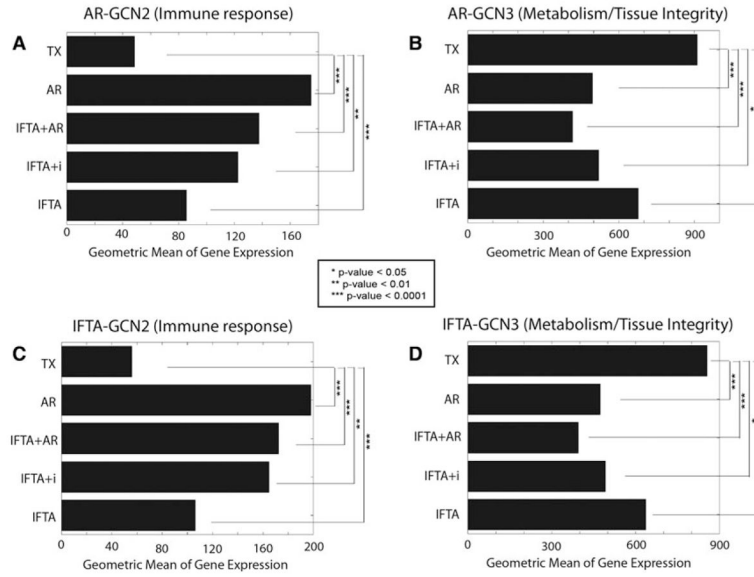 AR-GCN2 (Immune response)
A
TX
AR
IFTA+AR
IFTA+i
IFTA
***
***
**
***
0 40 80 120 160
Geometric Mean of Gene Expression
AR-GCN3 (Metabolism/Tissue Integrity)
B
TX
AR
IFTA+AR
IFTA+i
IFTA
***
***
*
0 300 600 900
Geometric Mean of Gene Expression
* p-value < 0.05
** p-value < 0.01
*** p-value < 0.0001
IFTA-GCN2 (Immune response)
C
TX
AR
IFTA+AR
IFTA+i
IFTA
***
***
**
***
0 40 80 120 160 200
Geometric Mean of Gene Expression
IFTA-GCN3 (Metabolism/Tissue Integrity)
D
TX
AR
IFTA+AR
IFTA+i
IFTA
***
***
*
0 300 600 900
Geometric Mean of Gene Expression